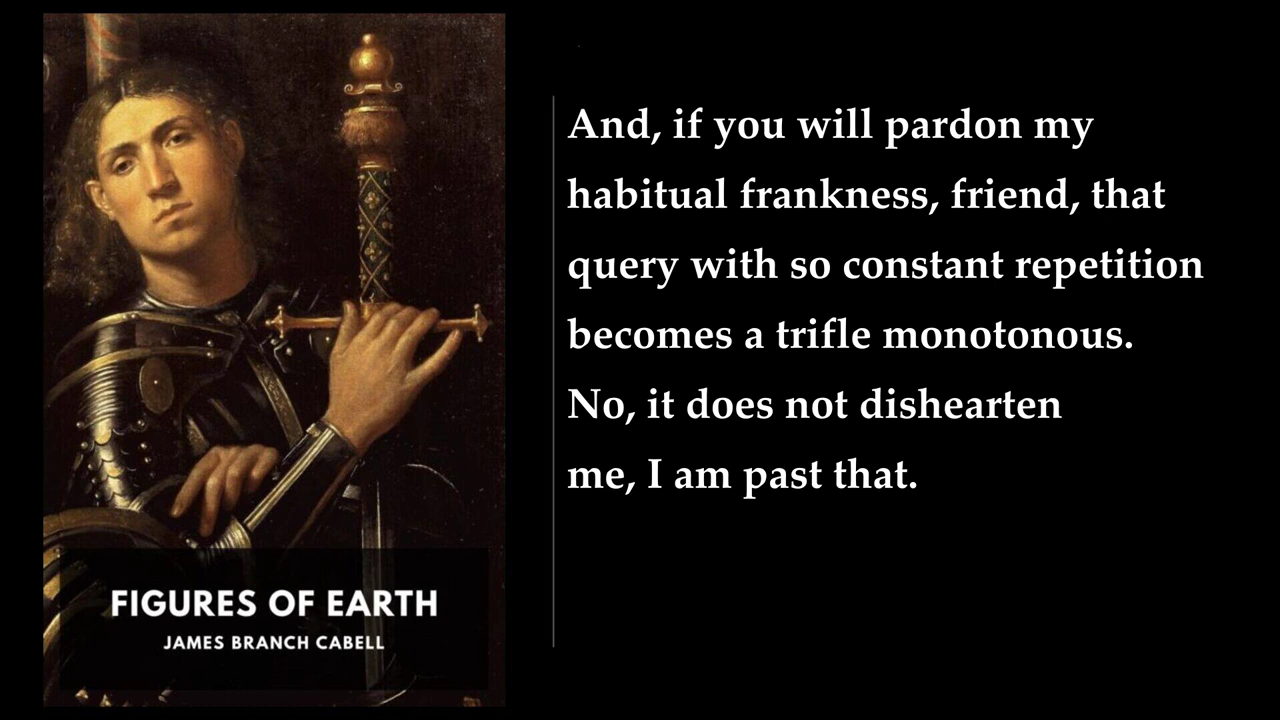 And, if you will pardon my
habitual frankness, friend, that
query with so constant repetition
becomes a trifle monotonous.
No, it does not dishearten
me, I am past that.
FIGURES OF EARTH
JAMES BRANCH CABELL